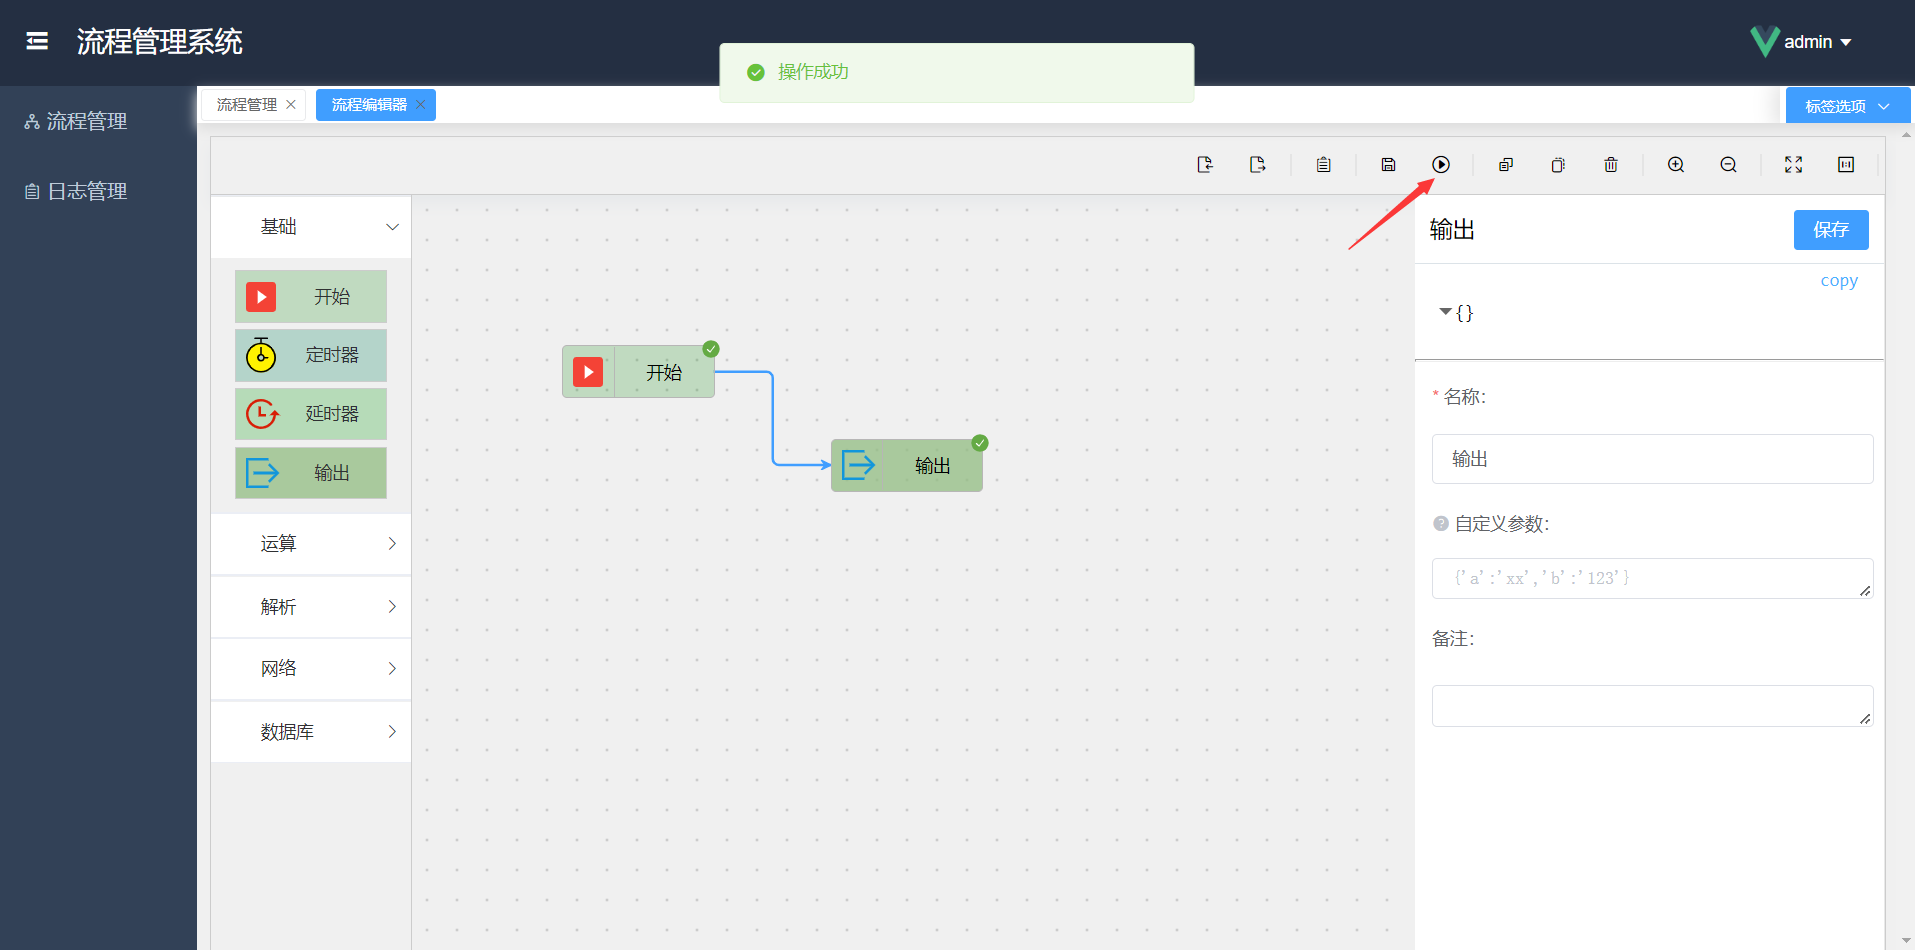 流程管理系统
操作成功
admin
流程管理
日志管理
流程管理
流程编辑器
标签选项
基础
开始
定时器
延时器
输出
运算
解析
网络
数据库
开始
输出
输出
保存
copy
{}
* 名称:
输出
? 自定义参数:
{'a':'xx','b':'123'}
备注: